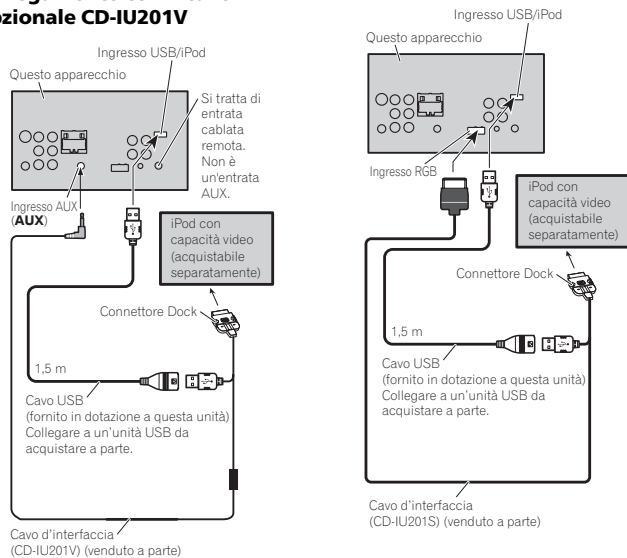 ozionale CD-IU201V
Ingresso USB/iPod
Questo apparecchio
Si tratta di
entrata
cablata
remota.
Non è
un'entrata
AUX.
Ingresso AUX
(AUX)
iPod con
capacità video
(acquistabile
separatamente)
Connettore Dock
1,5 m
Cavo USB
(fornito in dotazione a questa unità)
Collegare a un'unità USB da
acquistare a parte.
Cavo d'interfaccia
(CD-IU201V) (venduto a parte)
Ingresso USB/iPod
Questo apparecchio
Ingresso RGB
iPod con
capacità video
(acquistabile
separatamente)
Connettore Dock
1,5 m
Cavo USB
(fornito in dotazione a questa unità)
Collegare a un'unità USB da
acquistare a parte.
Cavo d'interfaccia
(CD-IU201S) (venduto a parte)